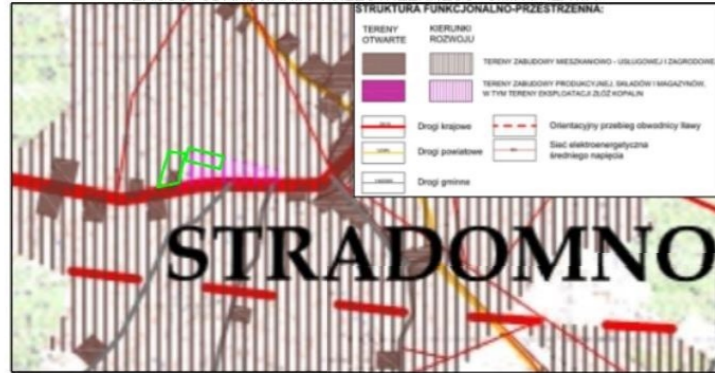 STRUKTURA FUNKCJONALNO-PRZESTRZENNA:
TERENY OTWARTE
KIERUNKI ROZWOJU
TERENY ZABUDOWY MIESZKANIOWO - USŁUGOWEJ I ZAGRODOWEJ
TERENY ZABUDOWY PRODUKCYJNEJ, SKŁADÓW I MAGAZYNÓW,
W TYM TERENY EKSPLOATACJI ZŁÓŻ KOPALIN
Drogi krajowe
Orientacyjny przebieg obwodnicy Iławy
Drogi powiatowe
Sieć elektroenergetyczna
średniego napięcia
Drogi gminne
STRADOMNO